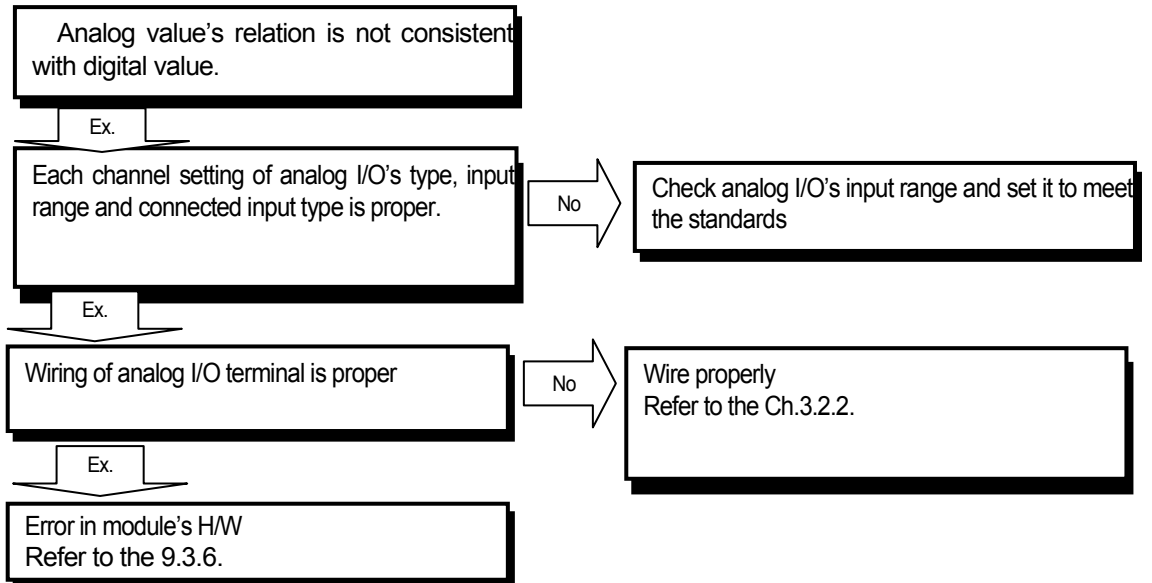 Analog value's relation is not consistent
with digital value.
Ex.
Each channel setting of analog I/O's type, input
range and connected input type is proper.
No
Check analog I/O's input range and set it to meet
the standards
Ex.
Wiring of analog I/O terminal is proper
No
Wire properly
Refer to the Ch.3.2.2.
Ex.
Error in module's H/W
Refer to the 9.3.6.